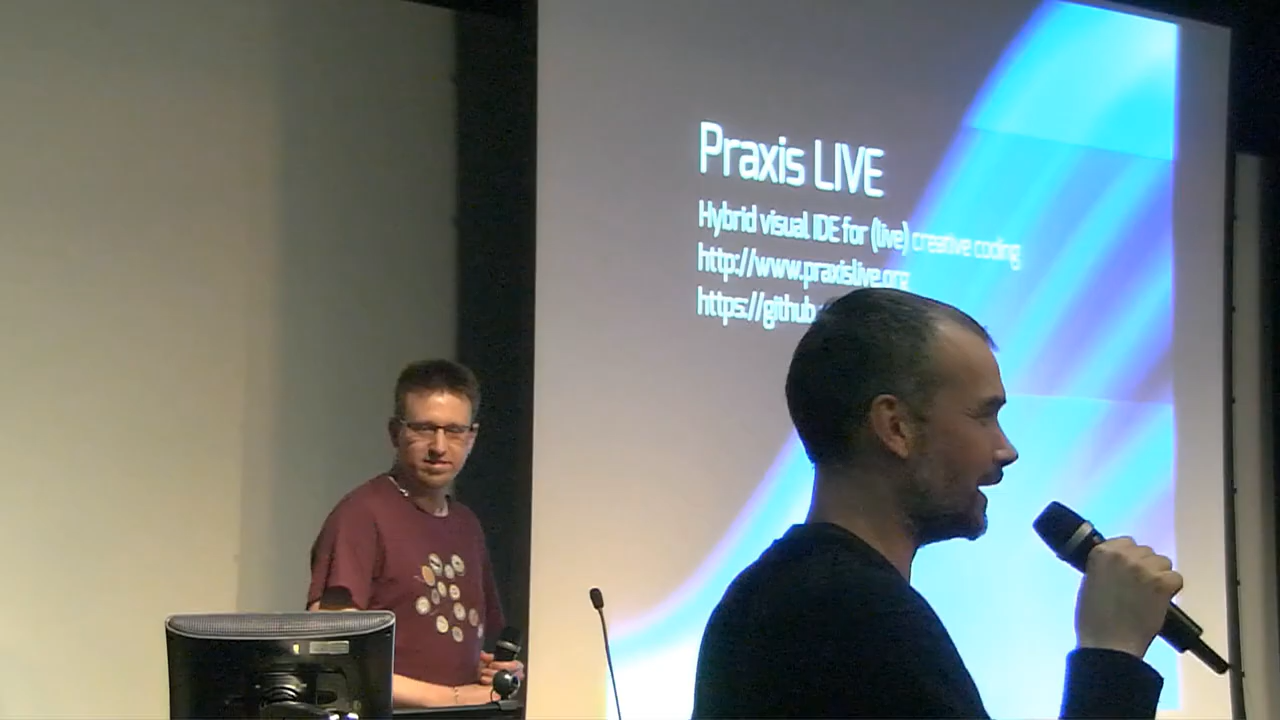 Praxis LIVE
Hybrid visual IDE for (live) creative coding
http://www.praxislive.org
https://github